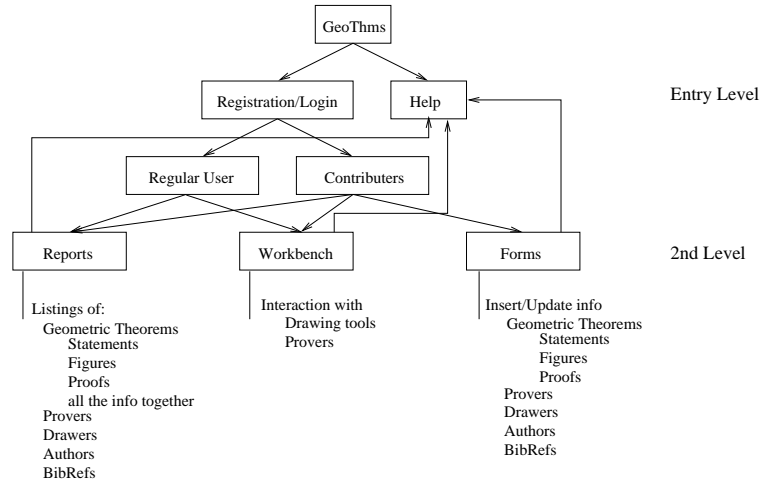 GeoThms
Registration/Login
Help
Entry Level
Regular User
Contributers
Reports
Workbench
Forms
2nd Level
Listings of:
Geometric Theorems
Statements
Figures
Proofs
all the info together
Provers
Drawers
Authors
BibRefs
Interaction with
Drawing tools
Provers
Insert/Update info
Geometric Theorems
Statements
Figures
Proofs
Provers
Drawers
Authors
BibRefs